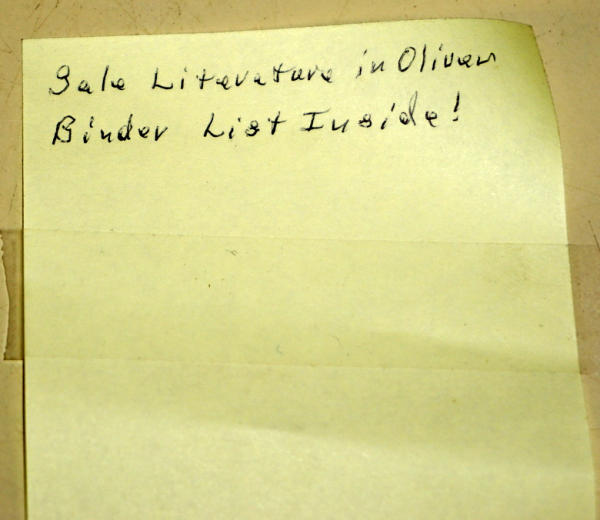 Sale Literature in Oliver
Binder List Inside!